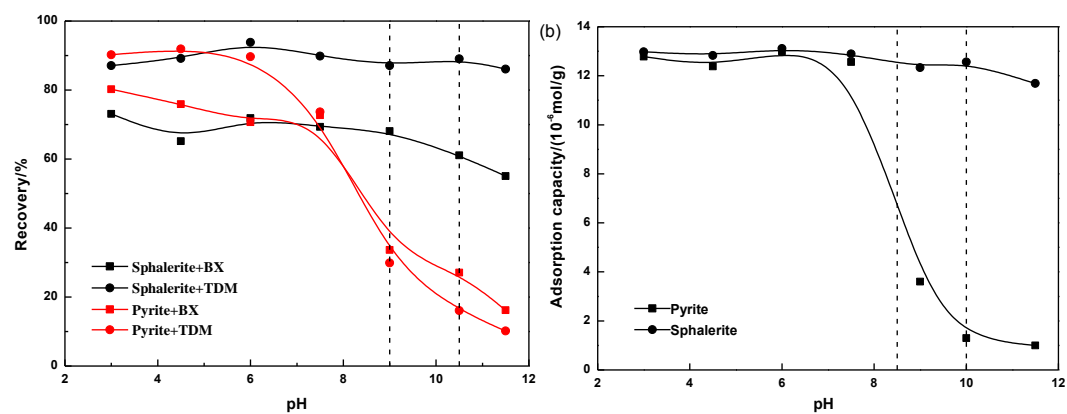 100
80
60
40
20
0
Recovery/%
Sphalerite+BX
Sphalerite+TDM
Pyrite+BX
Pyrite+TDM
2 4 6 8 10 12
pH
(b)
14
12
10
8
6
4
2
0
Adsorption capacity/(10⁻⁶mol/g)
Pyrite
Sphalerite
2 4 6 8 10 12
pH